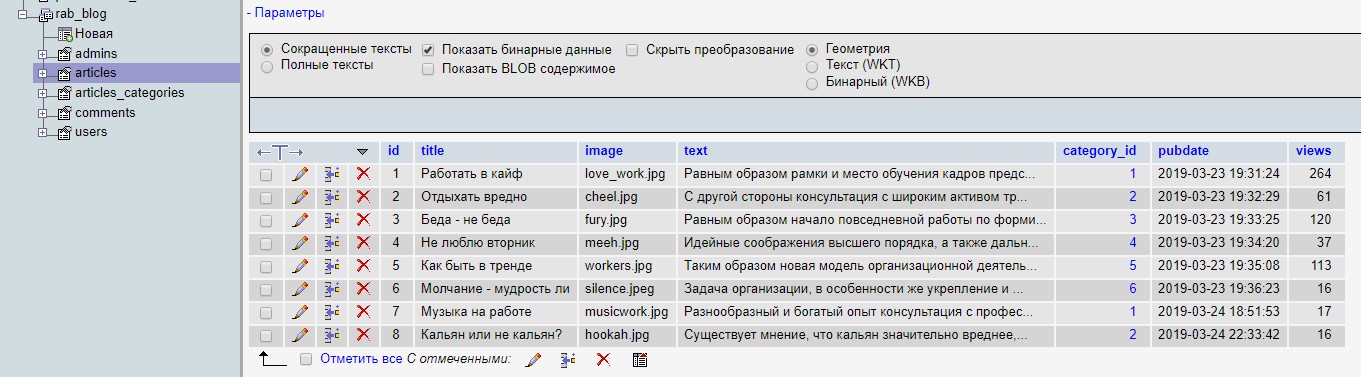 rab_blog
Новая
admins
articles
articles_categories
comments
users
- Параметры
Сокращенные тексты
Полные тексты
Показать бинарные данные
Показать BLOB содержимое
Скрыть преобразование
Геометрия
Текст (WKT)
Бинарный (WKB)
id title image text category_id pubdate views
1 Работать в кайф love_work.jpg Равным образом рамки и место обучения кадров предс... 1 2019-03-23 19:31:24 264
2 Отдыхать вредно cheel.jpg С другой стороны консультация с широким активом тр... 2 2019-03-23 19:32:29 61
3 Беда - не беда fury.jpg Равным образом начало повседневной работы по форми... 3 2019-03-23 19:33:25 120
4 Не люблю вторник meeh.jpg Идейные соображения высшего порядка, а также дальн... 4 2019-03-23 19:34:20 37
5 Как быть в тренде workers.jpg Таким образом новая модель организационной деятель... 5 2019-03-23 19:35:08 113
6 Молчание - мудрость ли silence.jpeg Задача организации, в особенности же укрепление и ... 6 2019-03-23 19:36:23 16
7 Музыка на работе musicwork.jpg Разнообразный и богатый опыт консультация с профес... 1 2019-03-24 18:51:53 17
8 Кальян или не кальян? hookah.jpg Существует мнение, что кальян значительно вреднее,... 2 2019-03-24 22:33:42 16
Отметить все С отмеченными: